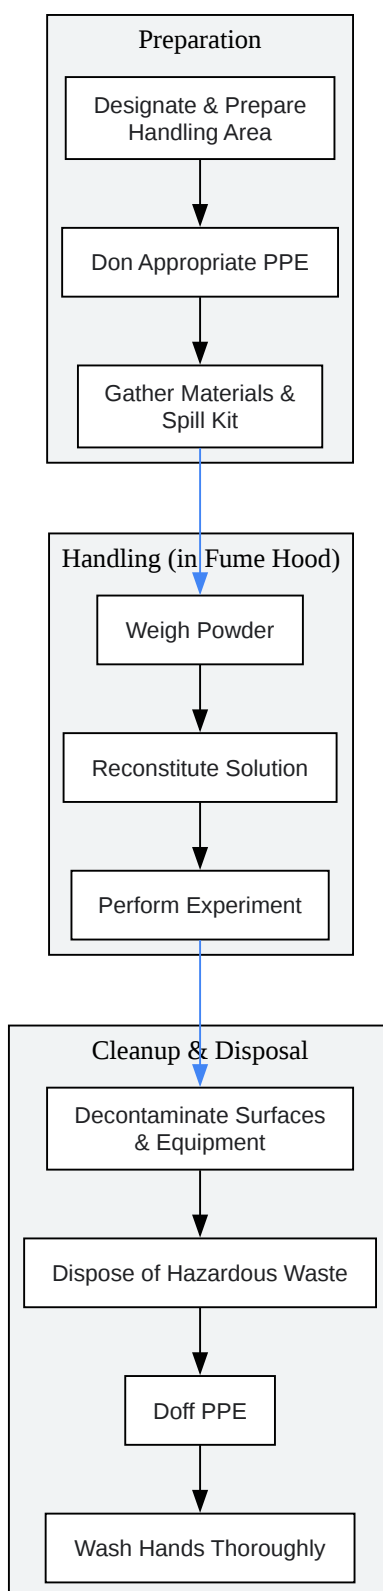 Preparation
Designate & Prepare
Handling Area
Don Appropriate PPE
Gather Materials &
Spill Kit
Handling (in Fume Hood)
Weigh Powder
Reconstitute Solution
Perform Experiment
Cleanup & Disposal
Decontaminate Surfaces
& Equipment
Dispose of Hazardous Waste
Doff PPE
Wash Hands Thoroughly